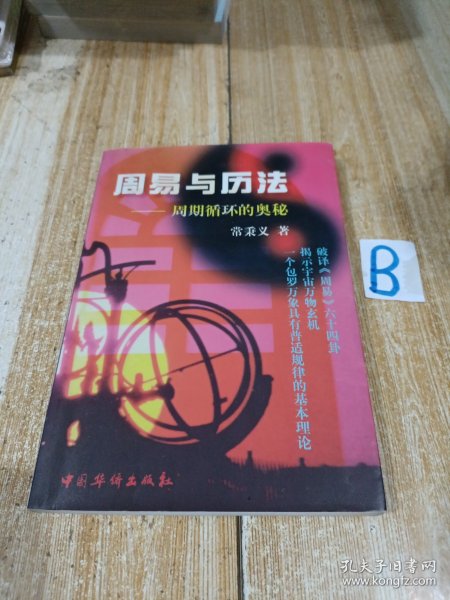 周易与历法
——周期循环的奥秘
常秉义 著
破译《周易》六十四卦
揭示宇宙万物玄机
一个包罗万象具有普适规律的基本理论
中国华侨出版社
B
孔夫子旧书网
www.kongfz.com